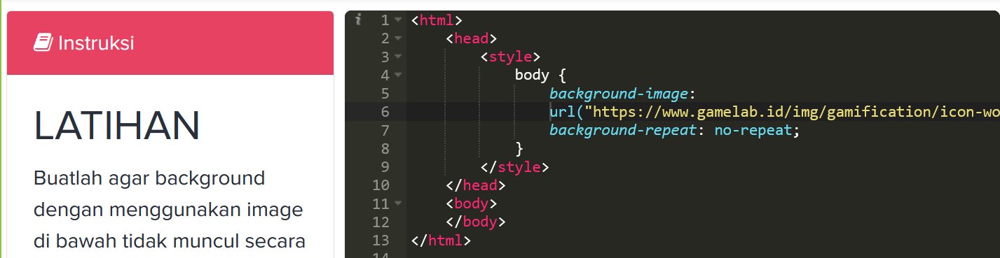 Instruksi
LATIHAN
Buatlah agar background
dengan menggunakan image
di bawah tidak muncul secara
i 1 <html>
2 <head>
3 <style>
4 body {
5 background-image:
6 url("https://www.gamelab.id/img/gamification/icon-wo
7 background-repeat: no-repeat;
8 }
9 </style>
10 </head>
11 <body>
12 </body>
13 </html>
14